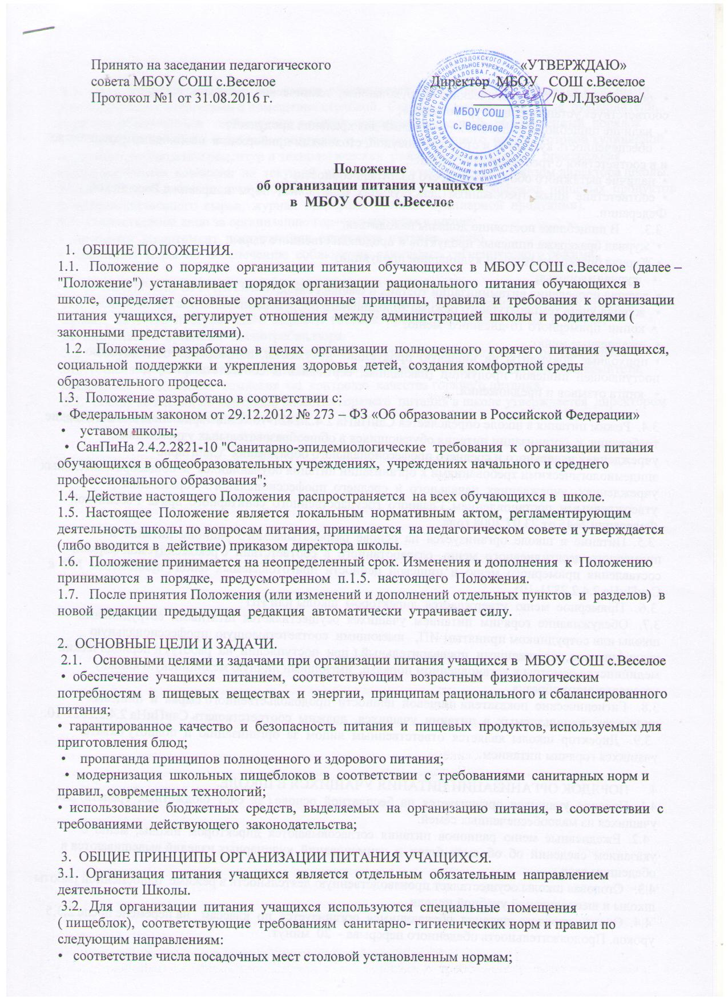 Принято на заседании педагогического «УТВЕРЖДАЮ»
совета МБОУ СОШ с.Веселое Директор МБОУ СОШ с.Веселое
Протокол №1 от 31.08.2016 г. ___________/Ф.Л.Дзебоева/
МБОУ СОШ
с. Веселое
Положение
об организации питания учащихся
в МБОУ СОШ с.Веселое
1. ОБЩИЕ ПОЛОЖЕНИЯ.
1.1. Положение о порядке организации питания обучающихся в МБОУ СОШ с.Веселое (далее –
"Положение") устанавливает порядок организации рационального питания обучающихся в
школе, определяет основные организационные принципы, правила и требования к организации
питания учащихся, регулирует отношения между администрацией школы и родителями (
законными представителями).
1.2. Положение разработано в целях организации полноценного горячего питания учащихся,
социальной поддержки и укрепления здоровья детей, создания комфортной среды
образовательного процесса.
1.3. Положение разработано в соответствии с:
• Федеральным законом от 29.12.2012 № 273 – ФЗ «Об образовании в Российской Федерации»
• уставом школы;
• СанПиНа 2.4.2.2821-10 "Санитарно-эпидемиологические требования к организации питания
обучающихся в общеобразовательных учреждениях, учреждениях начального и среднего
профессионального образования";
1.4. Действие настоящего Положения распространяется на всех обучающихся в школе.
1.5. Настоящее Положение является локальным нормативным актом, регламентирующим
деятельность школы по вопросам питания, принимается на педагогическом совете и утверждается
(либо вводится в действие) приказом директора школы.
1.6. Положение принимается на неопределенный срок. Изменения и дополнения к Положению
принимаются в порядке, предусмотренном п.1.5. настоящего Положения.
1.7. После принятия Положения (или изменений и дополнений отдельных пунктов и разделов) в
новой редакции предыдущая редакция автоматически утрачивает силу.
2. ОСНОВНЫЕ ЦЕЛИ И ЗАДАЧИ.
2.1. Основными целями и задачами при организации питания учащихся в МБОУ СОШ с.Веселое
• обеспечение учащихся питанием, соответствующим возрастным физиологическим
потребностям в пищевых веществах и энергии, принципам рационального и сбалансированного
питания;
• гарантированное качество и безопасность питания и пищевых продуктов, используемых для
приготовления блюд;
• пропаганда принципов полноценного и здорового питания;
• модернизация школьных пищеблоков в соответствии с требованиями санитарных норм и
правил, современных технологий;
• использование бюджетных средств, выделяемых на организацию питания, в соответствии с
требованиями действующего законодательства;
3. ОБЩИЕ ПРИНЦИПЫ ОРГАНИЗАЦИИ ПИТАНИЯ УЧАЩИХСЯ.
3.1. Организация питания учащихся является отдельным обязательным направлением
деятельности Школы.
3.2. Для организации питания учащихся используются специальные помещения
( пищеблок), соответствующие требованиям санитарно- гигиенических норм и правил по
следующим направлениям:
• соответствие числа посадочных мест столовой установленным нормам;